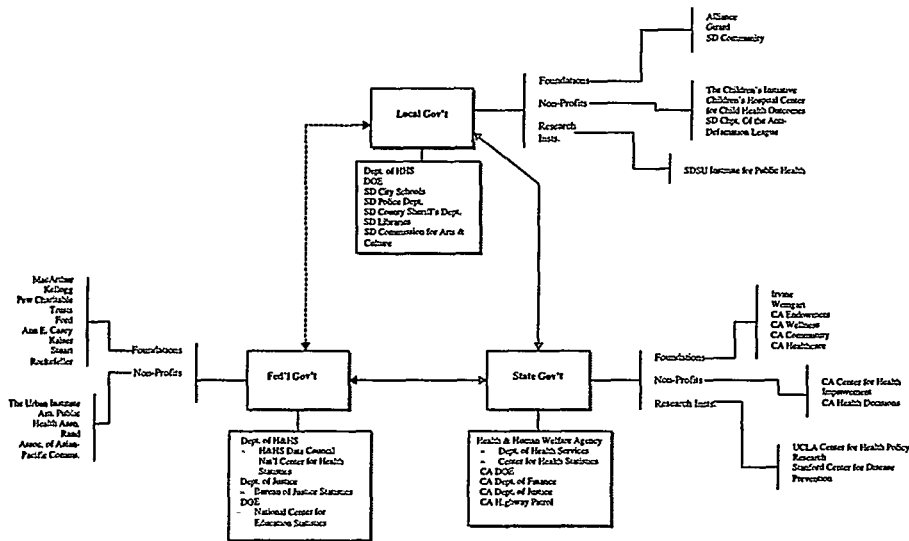 Alliance
Girard
SD Community
Foundations
Non-Profits
Research
Insts.
The Children's Initiative
Children's Hospital Center
for Child Health Outcomes
SD Chpt. Of the Anti-
Defamation League
SDSU Institute for Public Health
Local Gov't
Dept. of HHS
DOE
SD City Schools
SD Police Dept.
SD County Sheriff's Dept.
SD Libraries
SD Commission for Arts &
Culture
MacArthur
Kellogg
Pew Charitable
Trusts
Ford
Ann E. Casey
Kaiser
Stuart
Rockefeller
Foundations
Non-Profits
The Urban Institute
Am. Public
Health Assn.
Rand
Assoc. of Asian-
Pacific Comm.
Fed'l Gov't
Dept. of H&HS
- H&HS Data Council
Nat'l Center for Health
Statistics
Dept. of Justice
- Bureau of Justice Statistics
DOE
- National Center for
Education Statistics
State Gov't
Health & Human Welfare Agency
- Dept. of Health Services
- Center for Health Statistics
CA DOE
CA Dept. of Finance
CA Dept. of Justice
CA Highway Patrol
Foundations
Non-Profits
Research Inst.
Irvine
Weingart
CA Endowment
CA Wellness
CA Community
CA Healthcare
CA Center for Health
Improvement
CA Health Decisions
UCLA Center for Health Policy
Research
Stanford Center for Disease
Prevention